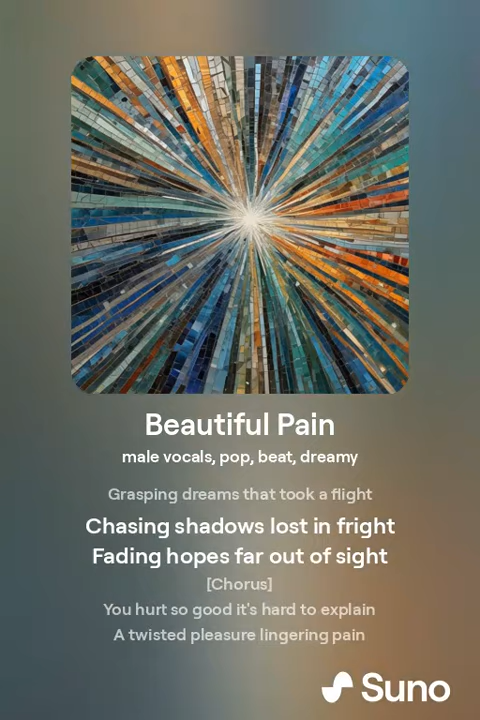 Beautiful Pain
male vocals, pop, beat, dreamy
Grasping dreams that took a flight
Chasing shadows lost in fright
Fading hopes far out of sight
[Chorus]
You hurt so good it's hard to explain
A twisted pleasure lingering pain
Suno